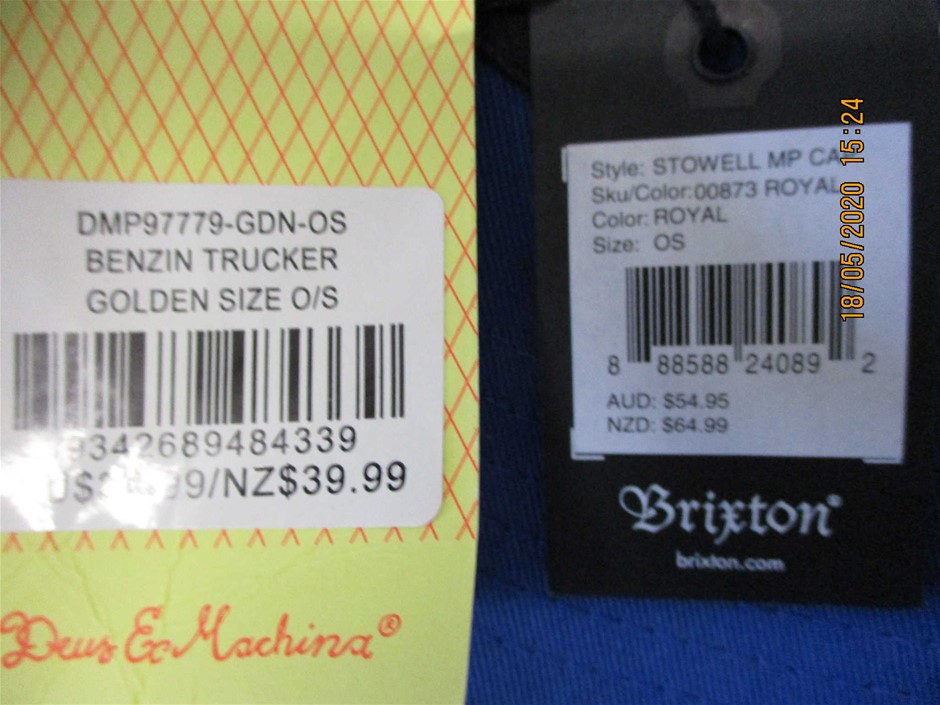 DMP97779-GDN-OS
BENZIN TRUCKER
GOLDEN SIZE O/S
9342689484339
/NZ$39.99
Deus Ex Machina®
Style: STOWELL MP
Sku/Color:00873 ROYAL
Color: ROYAL
Size: OS
8 88588 24089 2
AUD: $54.95
NZD: $64.99
Brixton®
brixton.com
18/05/2020 15:24